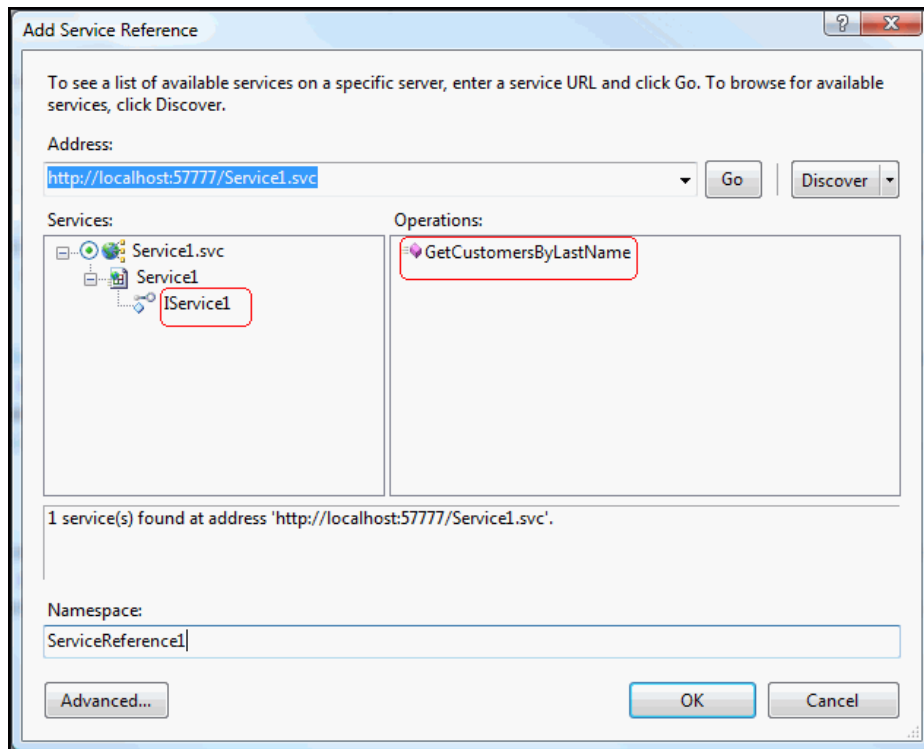 Add Service Reference
To see a list of available services on a specific server, enter a service URL and click Go. To browse for available
services, click Discover.
Address:
http://localhost:57777/Service1.svc
Go
Discover
Services:
Operations:
Service1.svc
GetCustomersByLastName
Service1
IService1
1 service(s) found at address 'http://localhost:57777/Service1.svc'.
Namespace:
ServiceReference1
Advanced...
OK
Cancel